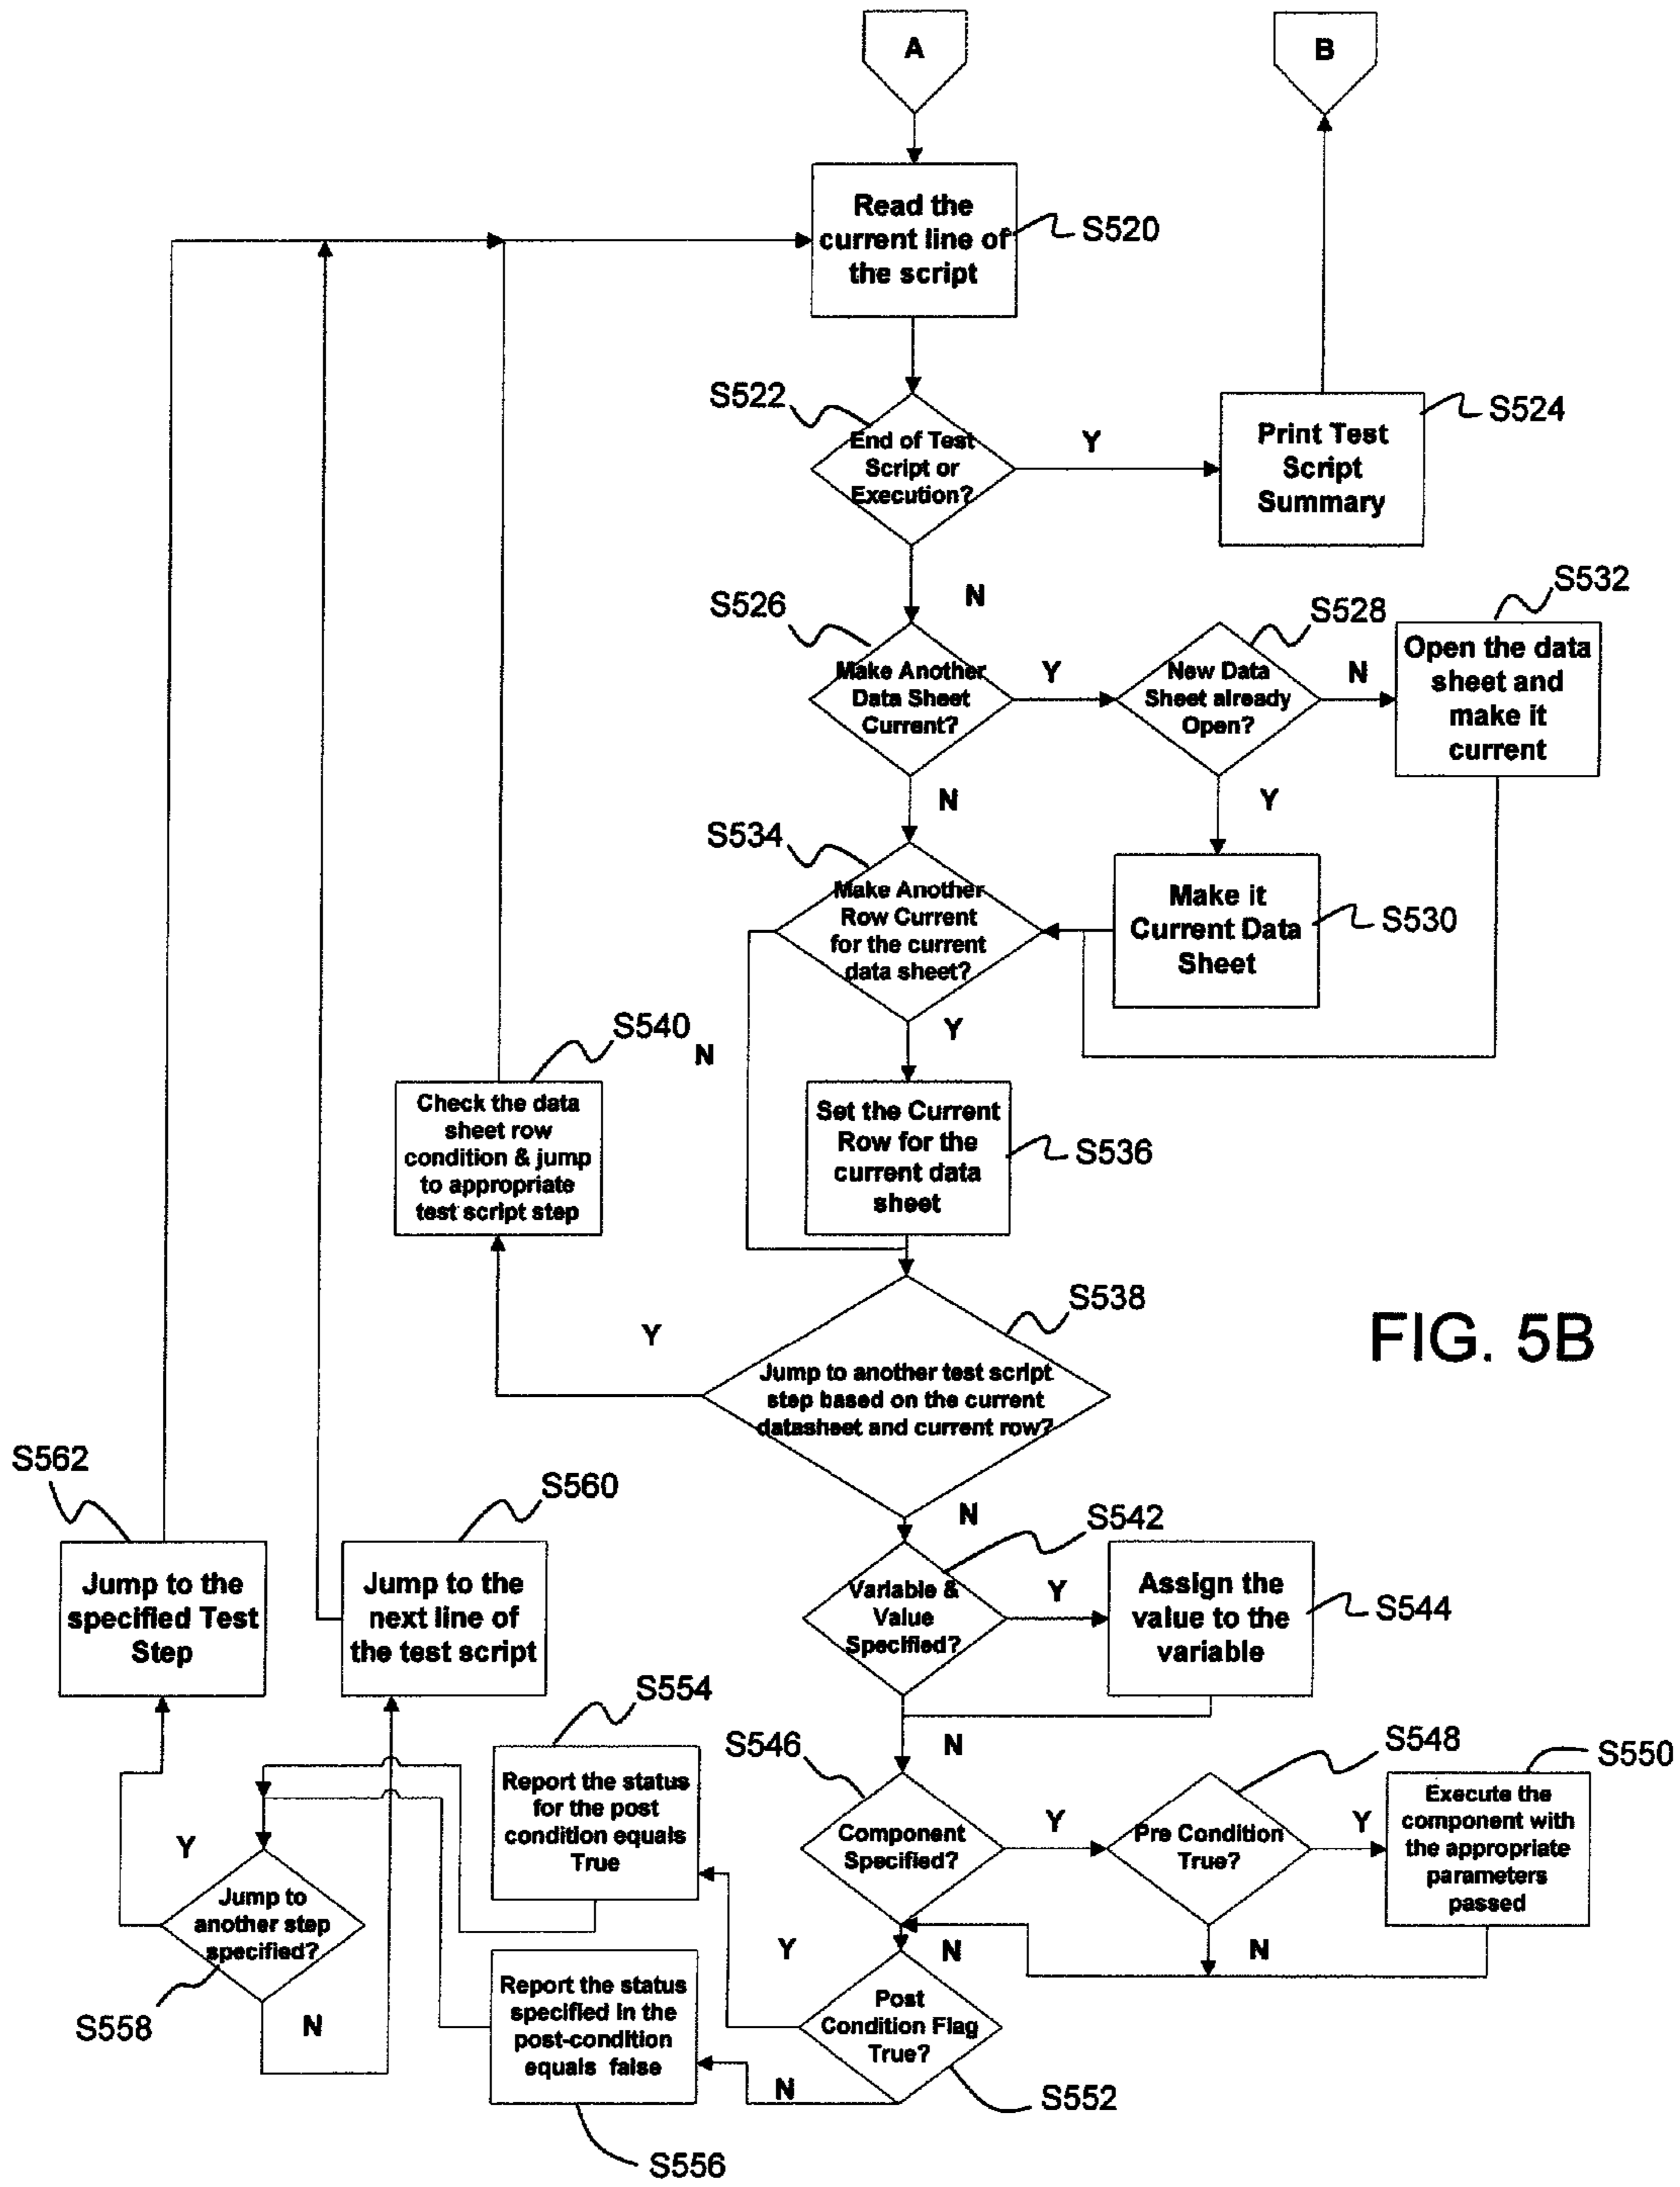 A
B
Read the
current line of
the script
S520
S522
End of Test
Script or
Execution?
Y
Print Test
Script
Summary
S524
N
S526
Make Another
Data Sheet
Current?
Y
S528
New Data
Sheet already
Open?
N
S532
Open the data
sheet and
make it
current
N
Y
S534
Make Another
Row Current
for the current
data sheet?
Make it
Current Data
Sheet
S530
Y
N
S540
Check the data
sheet row
condition & jump
to appropriate
test script step
Set the Current
Row for the
current data
sheet
S536
S538
Y
Jump to another test script
step based on the current
datasheet and current row?
FIG. 5B
N
S562
S560
S542
Jump to the
specified Test
Step
Jump to the
next line of
the test script
Variable &
Value
Specified?
Y
Assign the
value to the
variable
S544
S554
N
S546
S548
S550
Report the status
for the post
condition equals
True
Component
Specified?
Y
Pre Condition
True?
Y
Execute the
component with
the appropriate
parameters
passed
Y
Jump to
another step
specified?
S558
N
Y
N
N
Report the status
specified in the
post-condition
equals false
Post
Condition Flag
True?
N
S552
S556